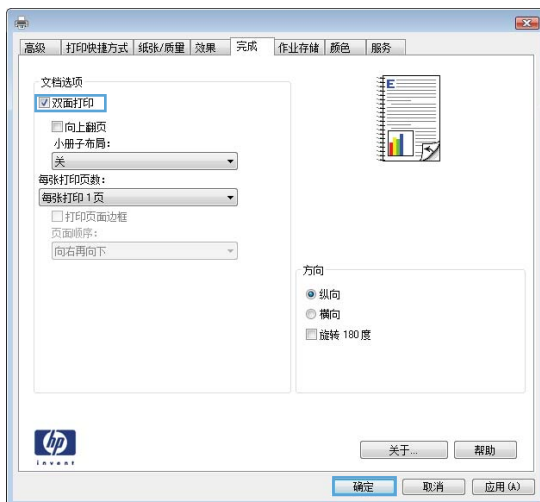 高级 打印快捷方式 纸张/质量 效果 完成 作业存储 颜色 服务
文档选项
双面打印
向上翻页
小册子布局:
关
每张打印页数:
每张打印 1 页
打印页面边框
页面顺序:
向右再向下
E
方向
纵向
横向
旋转 180 度
hp
invent
关于... 帮助
确定 取消 应用 (A)